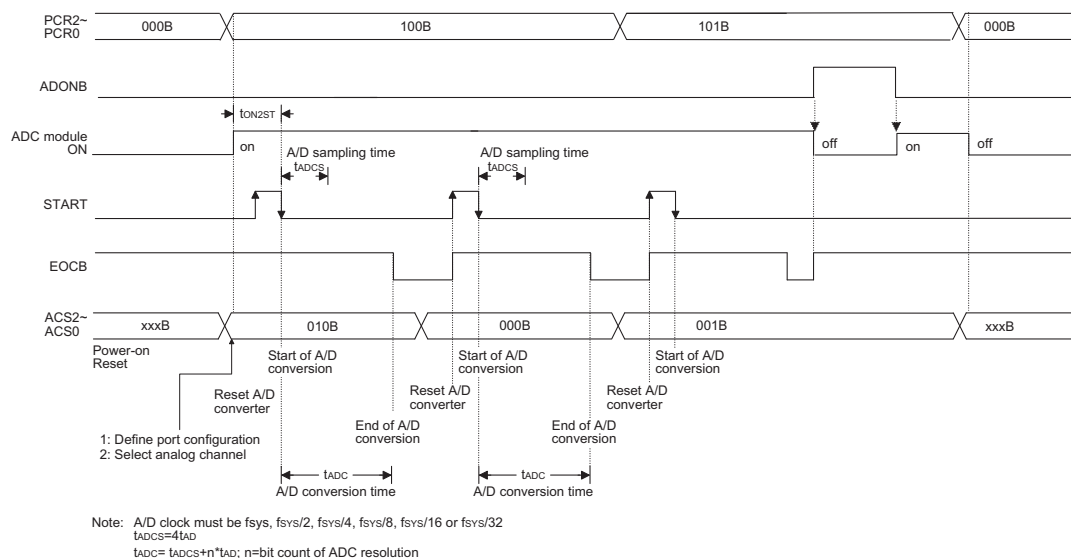 PCR2~
PCR0
000B
100B
101B
000B
ADONB
tON2ST
ADC module
ON
on
off
on
off
A/D sampling time
tADCS
A/D sampling time
tADCS
START
EOCB
ACS2~
ACS0
xxxB
010B
000B
001B
xxxB
Power-on
Reset
Start of A/D
conversion
Start of A/D
conversion
Start of A/D
conversion
Reset A/D
converter
Reset A/D
converter
Reset A/D
converter
End of A/D
conversion
End of A/D
conversion
1: Define port configuration
2: Select analog channel
tADC
A/D conversion time
tADC
A/D conversion time
Note: A/D clock must be fsys, fSYS/2, fSYS/4, fSYS/8, fSYS/16 or fSYS/32
tADCS=4tAD
tADC= tADCS+n*tAD; n=bit count of ADC resolution